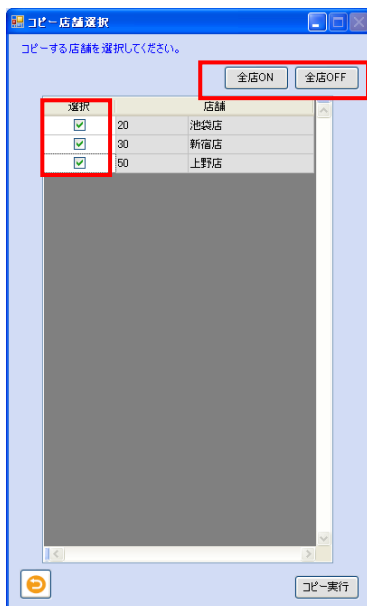 コピー店舗選択
コピーする店舗を選択してください。
全店ON 全店OFF
選択 店舗
20 池袋店
30 新宿店
50 上野店
コピー実行